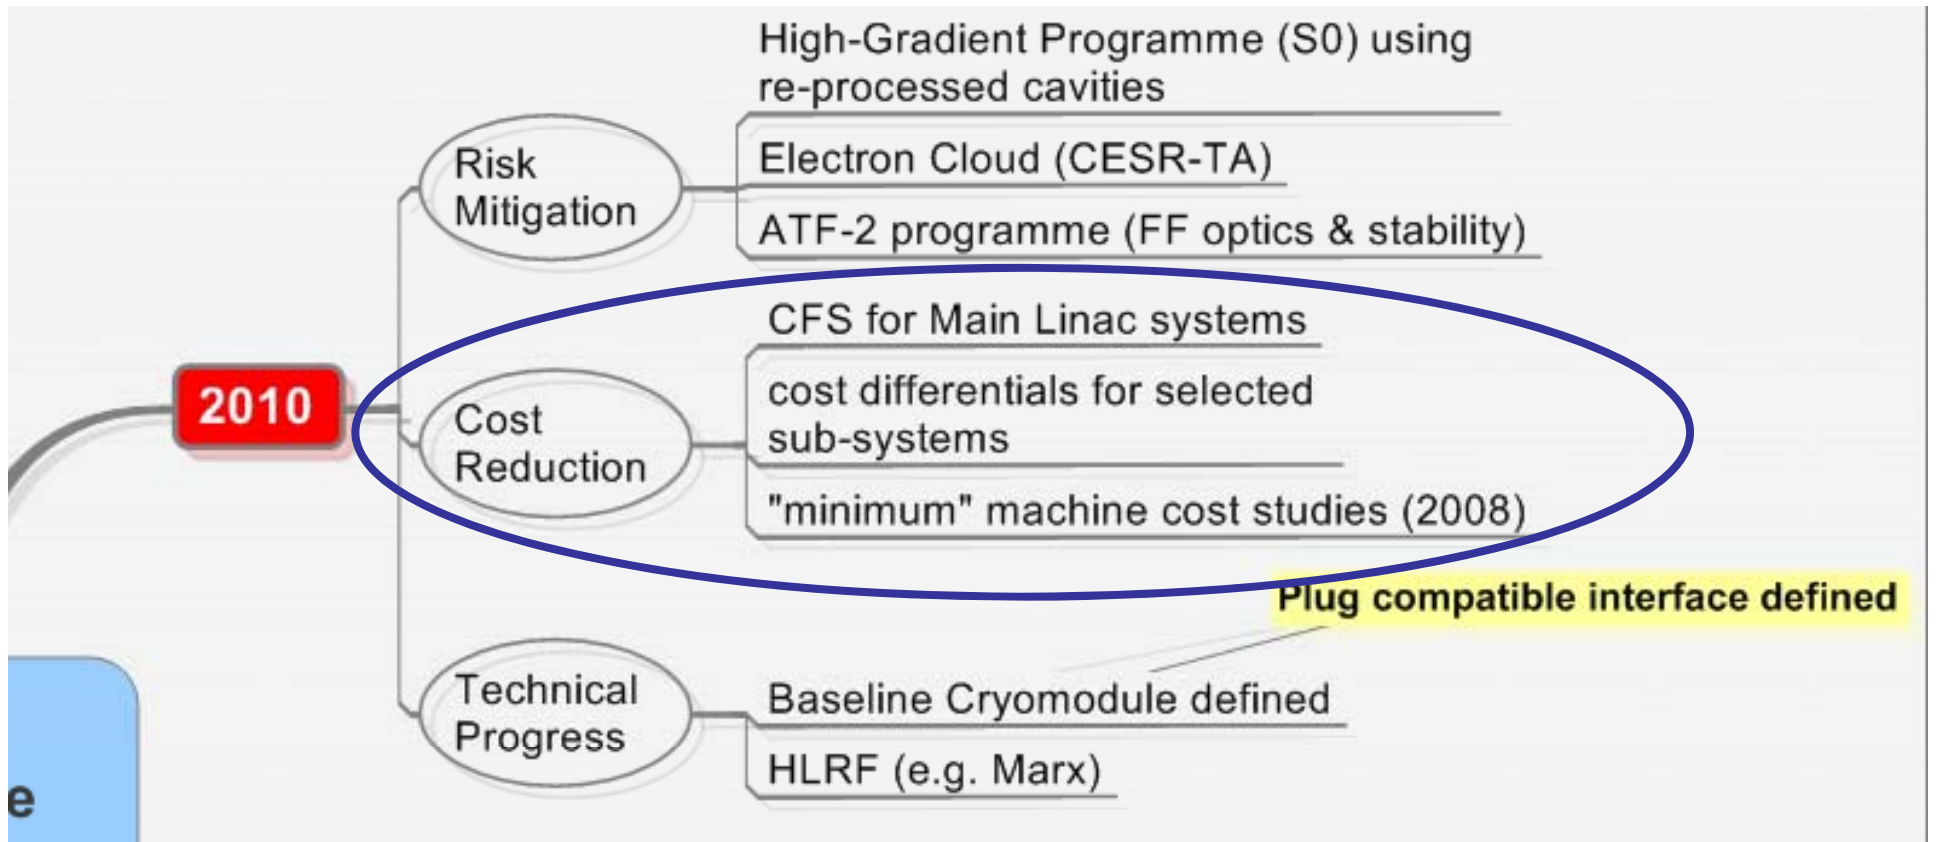 High-Gradient Programme (S0) using
re-processed cavities
Risk
Mitigation
Electron Cloud (CESR-TA)
ATF-2 programme (FF optics & stability)
2010
Cost
Reduction
CFS for Main Linac systems
cost differentials for selected
sub-systems
"minimum" machine cost studies (2008)
Plug compatible interface defined
Technical
Progress
Baseline Cryomodule defined
HLRF (e.g. Marx)
e